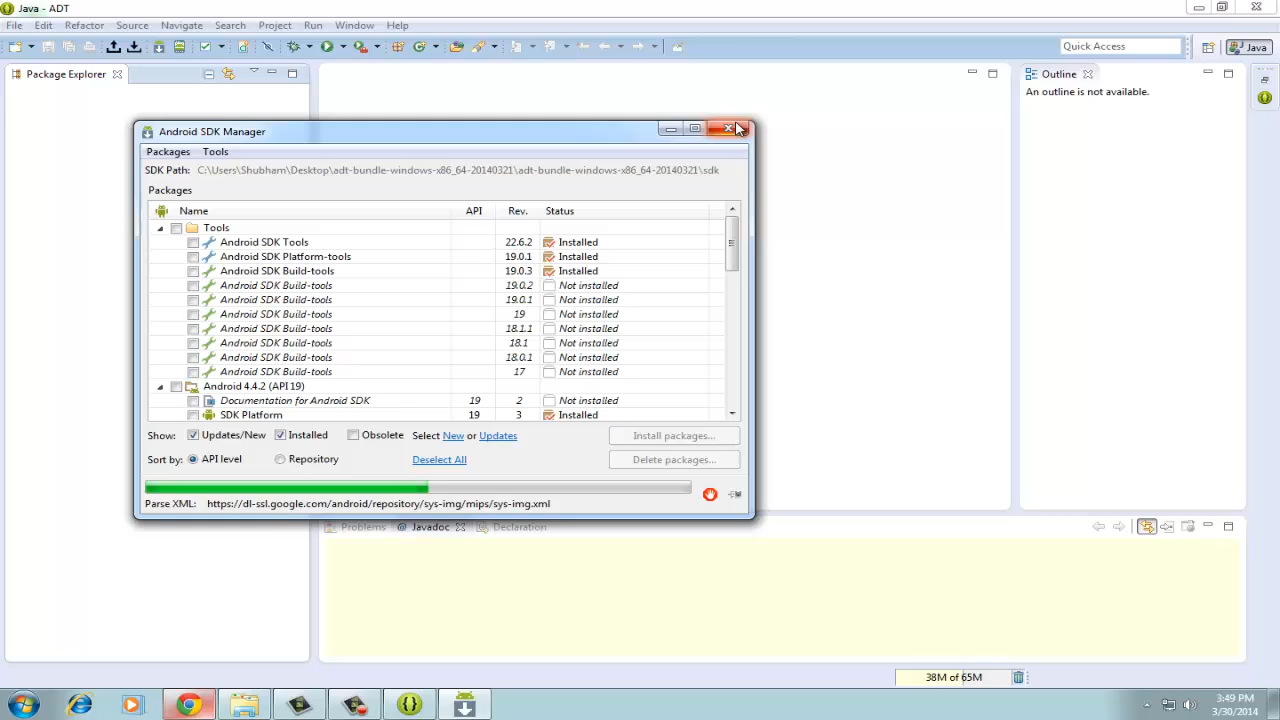 Java - ADT
File Edit Refactor Source Navigate Search Project Run Window Help
Quick Access
Java
Package Explorer
Outline
An outline is not available.
Android SDK Manager
Packages Tools
SDK Path: C:\Users\Shubham\Desktop\adt-bundle-windows-x86_64-20140321\adt-bundle-windows-x86_64-20140321\sdk
Packages
Name API Rev. Status
Tools
Android SDK Tools 22.6.2 Installed
Android SDK Platform-tools 19.0.1 Installed
Android SDK Build-tools 19.0.3 Installed
Android SDK Build-tools 19.0.2 Not installed
Android SDK Build-tools 19.0.1 Not installed
Android SDK Build-tools 19 Not installed
Android SDK Build-tools 18.1.1 Not installed
Android SDK Build-tools 18.1 Not installed
Android SDK Build-tools 18.0.1 Not installed
Android SDK Build-tools 17 Not installed
Android 4.4.2 (API 19)
Documentation for Android SDK 19 2 Not installed
SDK Platform 19 3 Installed
Show: Updates/New Installed Obsolete Select New or Updates Install packages...
Sort by: API level Repository Deselect All Delete packages...
Parse XML: https://dl-ssl.google.com/android/repository/sys-img/mips/sys-img.xml
Problems @ Javadoc Declaration
38M of 65M
3:49 PM
3/30/2014